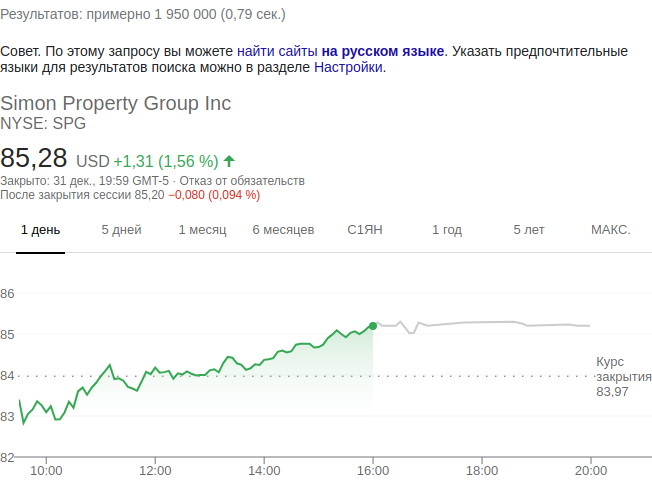 Результатов: примерно 1 950 000 (0,79 сек.)
Совет. По этому запросу вы можете найти сайты на русском языке. Указать предпочтительные
языки для результатов поиска можно в разделе Настройки.
Simon Property Group Inc
NYSE: SPG
85,28 USD +1,31 (1,56 %)
Закрыто: 31 дек., 19:59 GMT-5 · Отказ от обязательств
После закрытия сессии 85,20 −0,080 (0,094 %)
1 день 5 дней 1 месяц 6 месяцев С1ЯН 1 год 5 лет МАКС.
86
85
84
83
82
Курс
закрытия
83,97
10:00 12:00 14:00 16:00 18:00 20:00